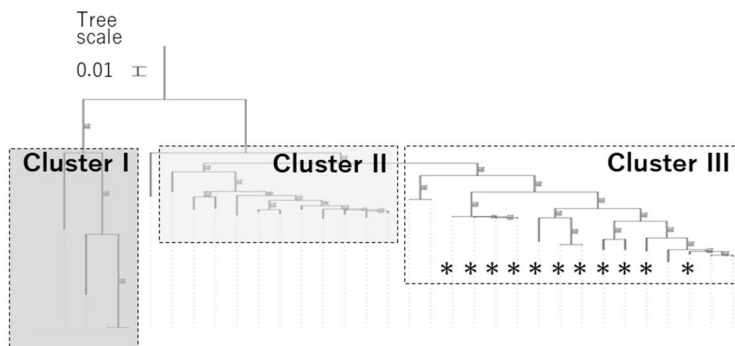 Tree
scale
0.01
Cluster I
Cluster II
Cluster III
* * * * * * * * * * *